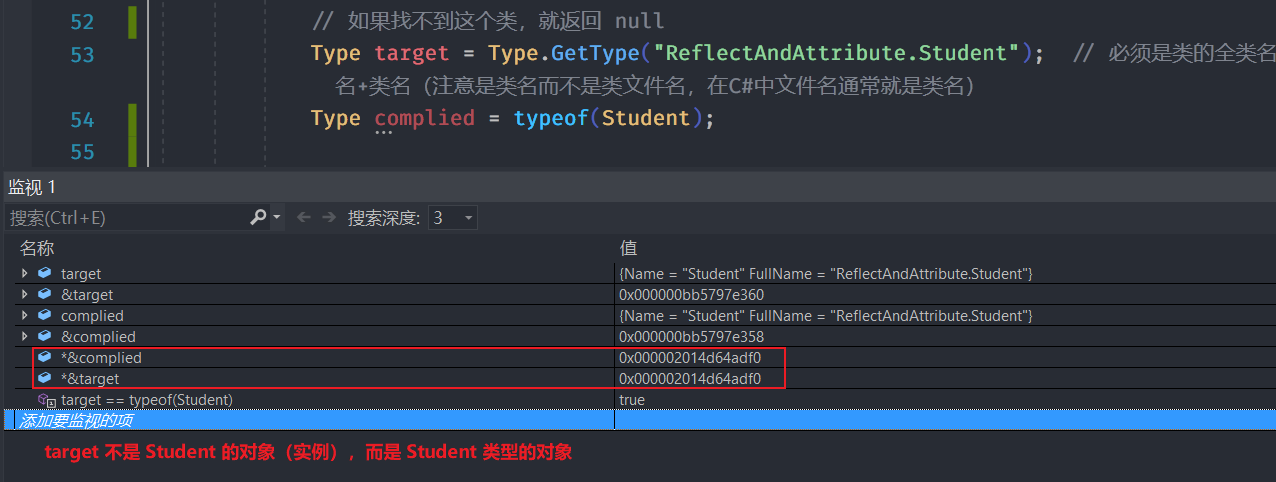 52 // 如果找不到这个类，就返回 null
53 Type target = Type.GetType("ReflectAndAttribute.Student"); // 必须是类的全类名
名+类名（注意是类名而不是类文件名，在C#中文件名通常就是类名）
54 Type complied = typeof(Student);
55
监视 1
搜索(Ctrl+E) 搜索深度: 3
名称 值
target {Name = "Student" FullName = "ReflectAndAttribute.Student"}
&target 0x000000bb5797e360
complied {Name = "Student" FullName = "ReflectAndAttribute.Student"}
&complied 0x000000bb5797e358
*&complied 0x000002014d64adf0
*&target 0x000002014d64adf0
target == typeof(Student) true
添加要监视的项
target 不是 Student 的对象（实例），而是 Student 类型的对象